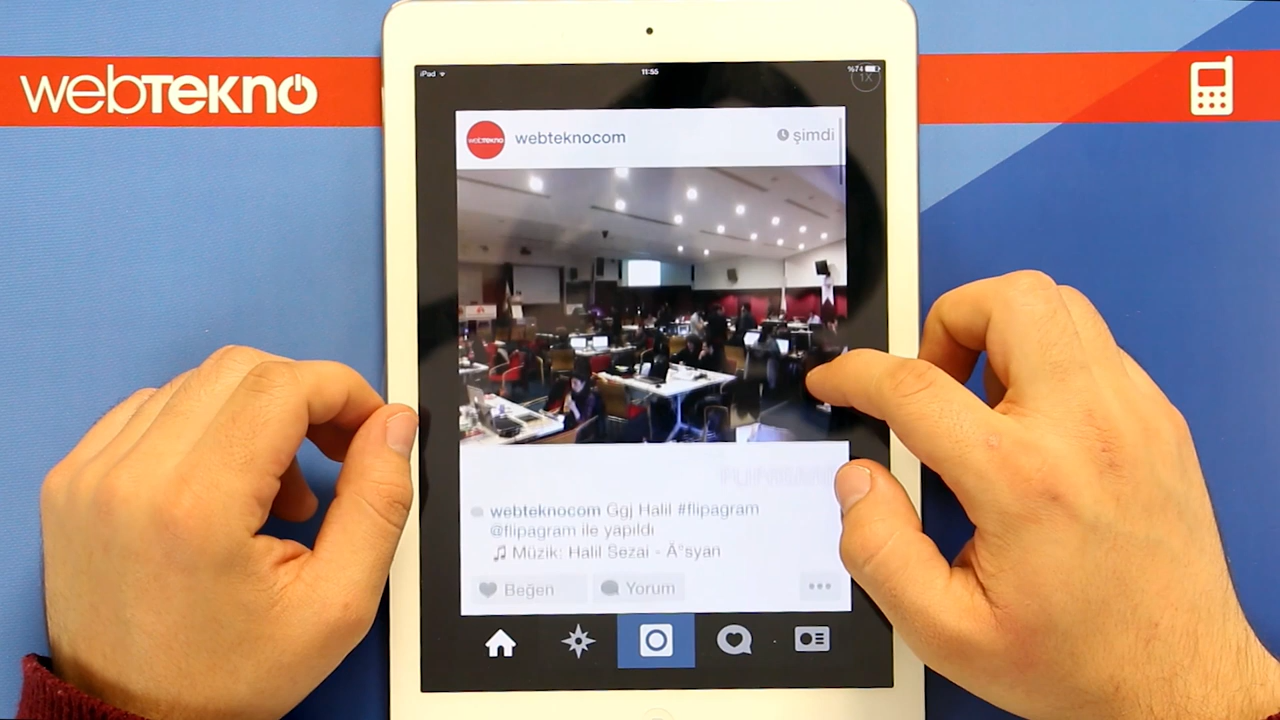 webTEKNO
iPad
11:55
%74
1X
webtekno
webteknocom
şimdi
webteknocom Ggj Halil #flipagram
@flipagram ile yapıldı
Müzik: Halil Sezai - Ä°syan
Beğen
Yorum